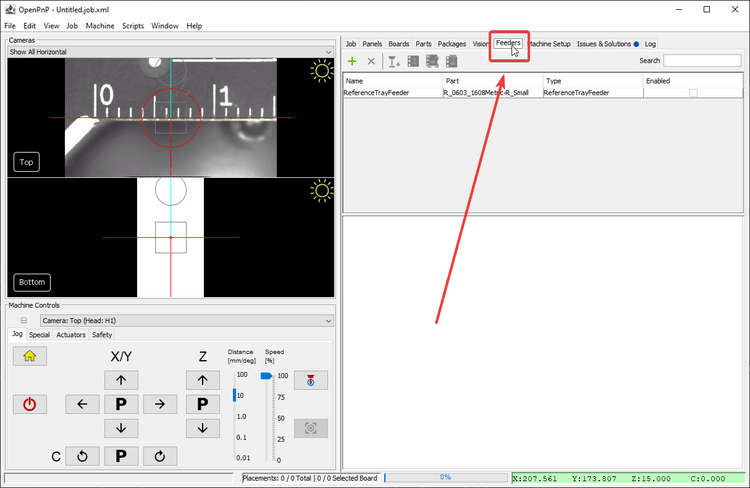 OpenPnP - Untitled.job.xml
File Edit View Job Machine Scripts Window Help
Cameras
Show All Horizontal
0 1
Top
Bottom
Machine Controls
Camera: Top (Head: H1)
Jog Special Actuators Safety
X/Y Z
Distance [mm/deg]
Speed [%]
100
10
1.0
0.1
0.01
100
75
50
25
0
P P
C P
Job Panels Boards Parts Packages Vision Feeders Machine Setup Issues & Solutions Log
Search
Name Part Type Enabled
ReferenceTrayFeeder R_0603_1608Metric-R_Small ReferenceTrayFeeder
Placements: 0 / 0 Total | 0 / 0 Selected Board
0%
X:207.561 Y:173.807 Z:15.000 C:0.000